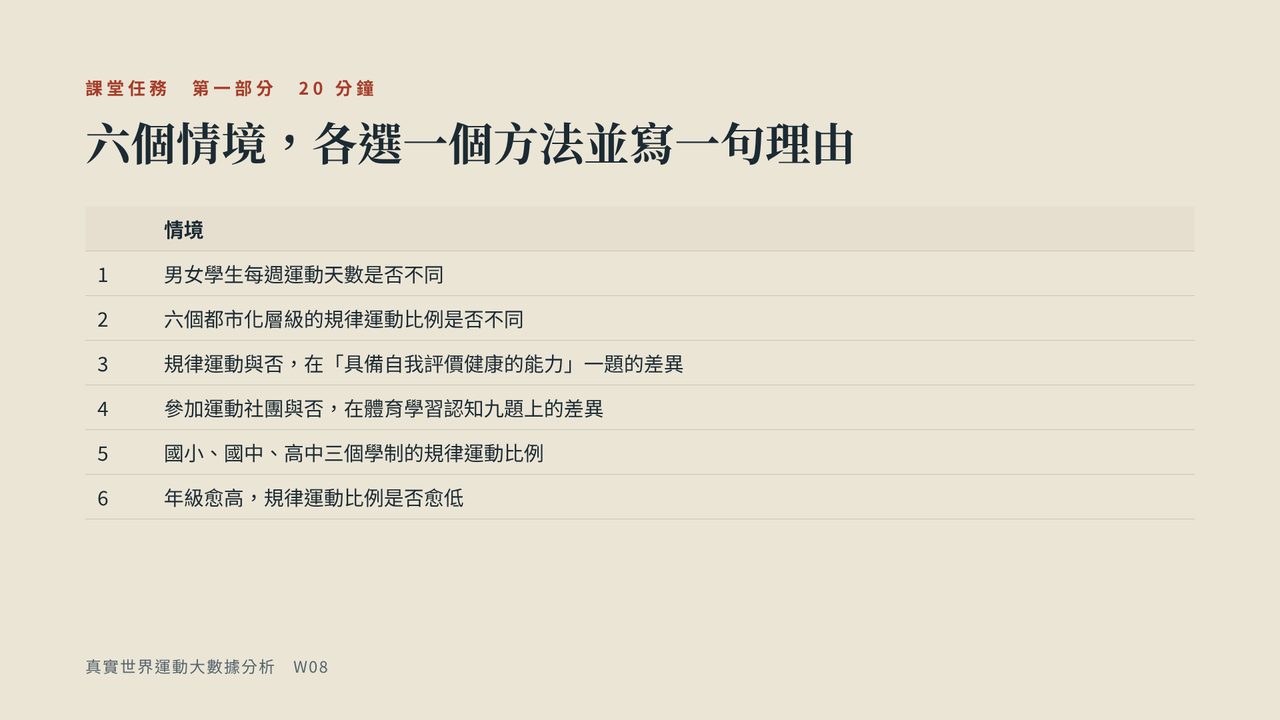 課堂任務 第一部分 20 分鐘
六個情境，各選一個方法並寫一句理由
情境
1 男女學生每週運動天數是否不同
2 六個都市化層級的規律運動比例是否不同
3 規律運動與否，在「具備自我評價健康的能力」一題的差異
4 參加運動社團與否，在體育學習認知九題上的差異
5 國小、國中、高中三個學制的規律運動比例
6 年級愈高，規律運動比例是否愈低
真實世界運動大數據分析 W08